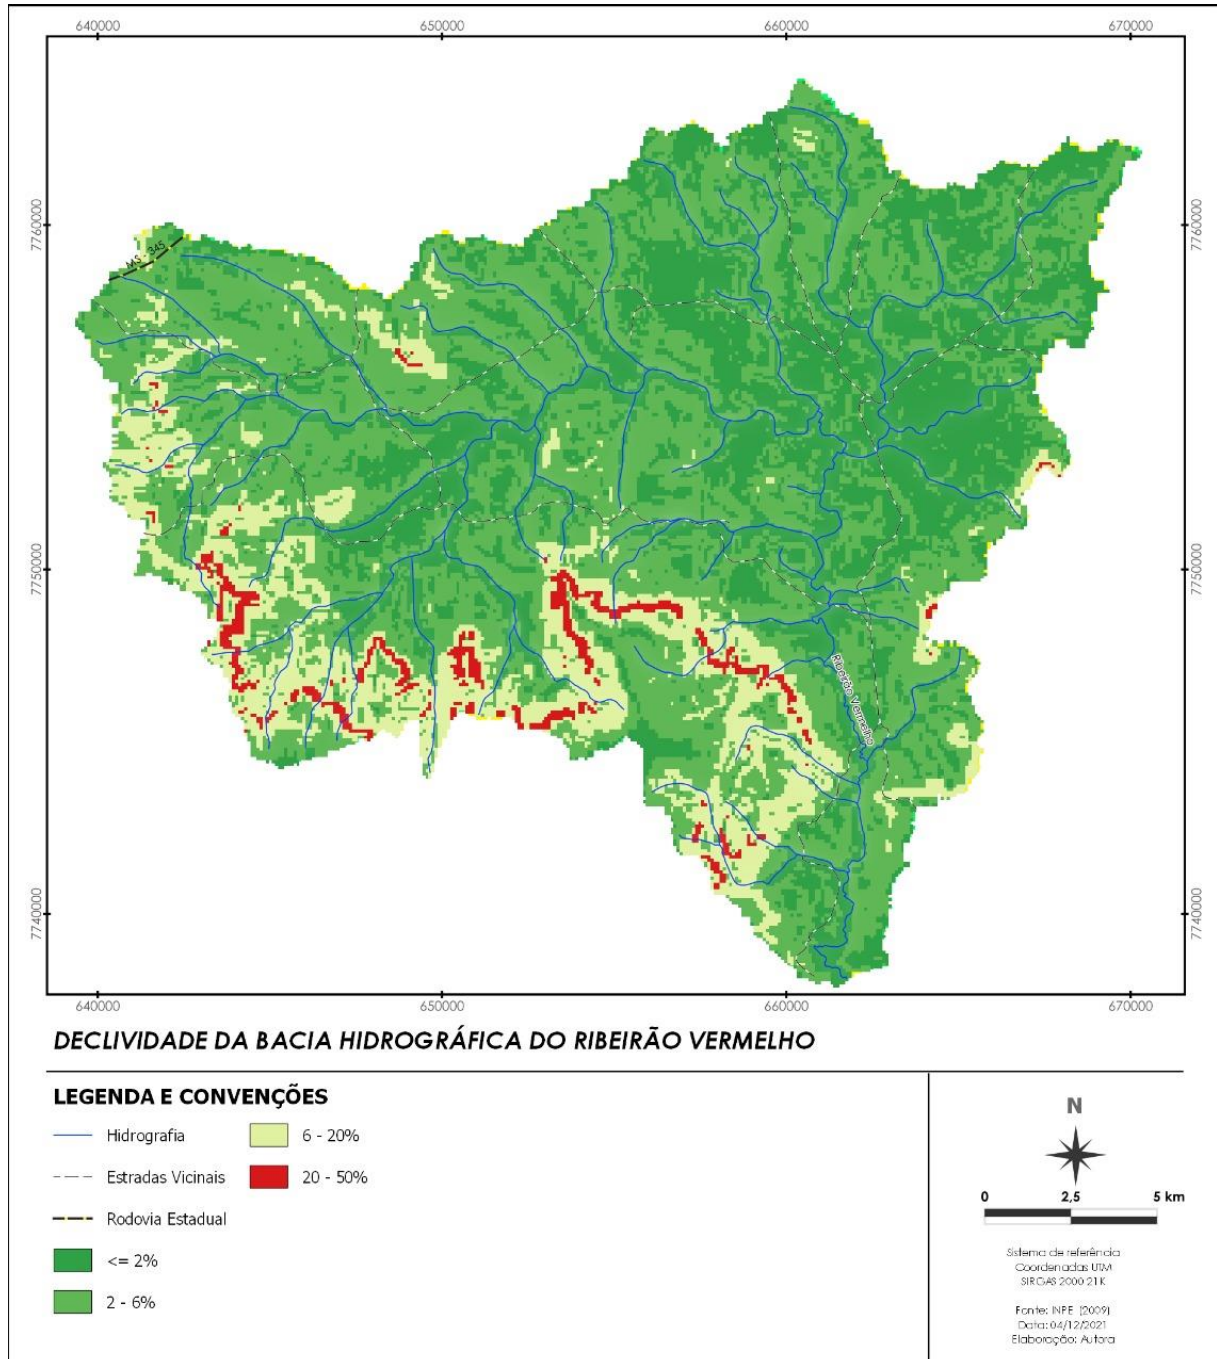 640000 650000 660000 670000
7760000 7760000
MS - 345
7750000 7750000
Ribeirão Vermelho
7740000 7740000
640000 650000 660000 670000
DECLIVIDADE DA BACIA HIDROGRÁFICA DO RIBEIRÃO VERMELHO
LEGENDA E CONVENÇÕES
Hidrografia
Estradas Vicinais
Rodovia Estadual
<= 2%
2 - 6%
6 - 20%
20 - 50%
N
0 2,5 5 km
Sistema de referência
Coordenadas UTM
SIRGAS 2000 21K
Fonte: INPE (2009)
Data: 04/12/2021
Elaboração: Autora